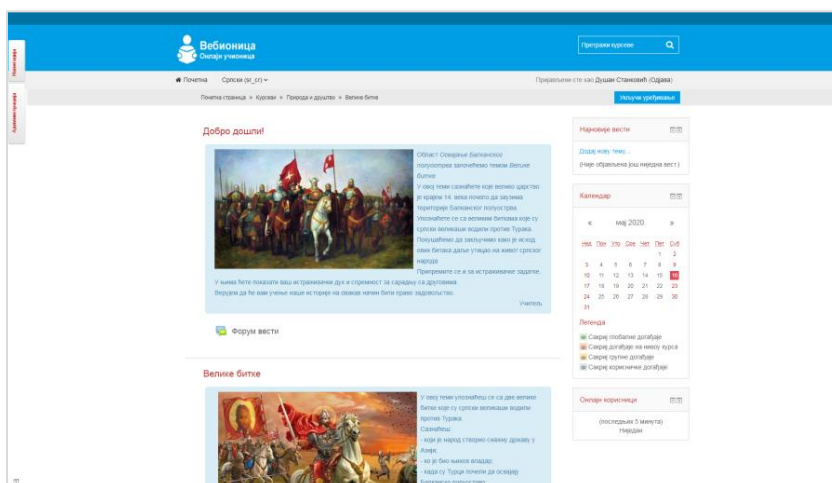 Вебионица
Онлајн учионица
Претражи курсеве
Навигација
Администрација
Почетна Српски (sr_cr)
Пријављени сте као Душан Станковић (Одјава)
Почетна страница » Курсеви » Природа и друштво » Велике битке
Укључи уређивање
Добро дошли!
Област Освајање Балканског
полуострва започећемо темом Велике
битке
У овој теми сазнаћете које велико царство
је крајем 14. века почело да заузима
територије Балканског полуострва.
Упознаћете се са великим биткама које су
српски великаши водили против Турака.
Покушаћемо да закључимо како је исход
ових битака даље утицао на живот српског
народа.
Припремите се и за истраживачке задатке.
У њима ћете показати ваш истраживачки дух и спремност за сарадњу са друговима.
Верујем да ће вам учење наше историје на овакав начин бити право задовољство.
Учитељ
Форум вести
Велике битке
У овој теми упознаћеш се са две велике
битке које су српски великаши водили
против Турака.
Сазнаћеш:
- који је народ створио снажну државу у
Азији;
- ко је био њихов владар;
- када су Турци почели да освајају
Балканско полуострво
Најновије вести
Додај нову тему...
(Није објављена још ниједна вест.)
Календар
« мај 2020 »
Нед Пон Уто Сре Чет Пет Суб
1 2
3 4 5 6 7 8 9
10 11 12 13 14 15 16
17 18 19 20 21 22 23
24 25 26 27 28 29 30
31
Легенда
Сакриј глобалне догађаје
Сакриј догађаје на нивоу курса
Сакриј групне догађаје
Сакриј корисничке догађаје
Онлајн корисници
(последњих 5 минута)
Ниједан